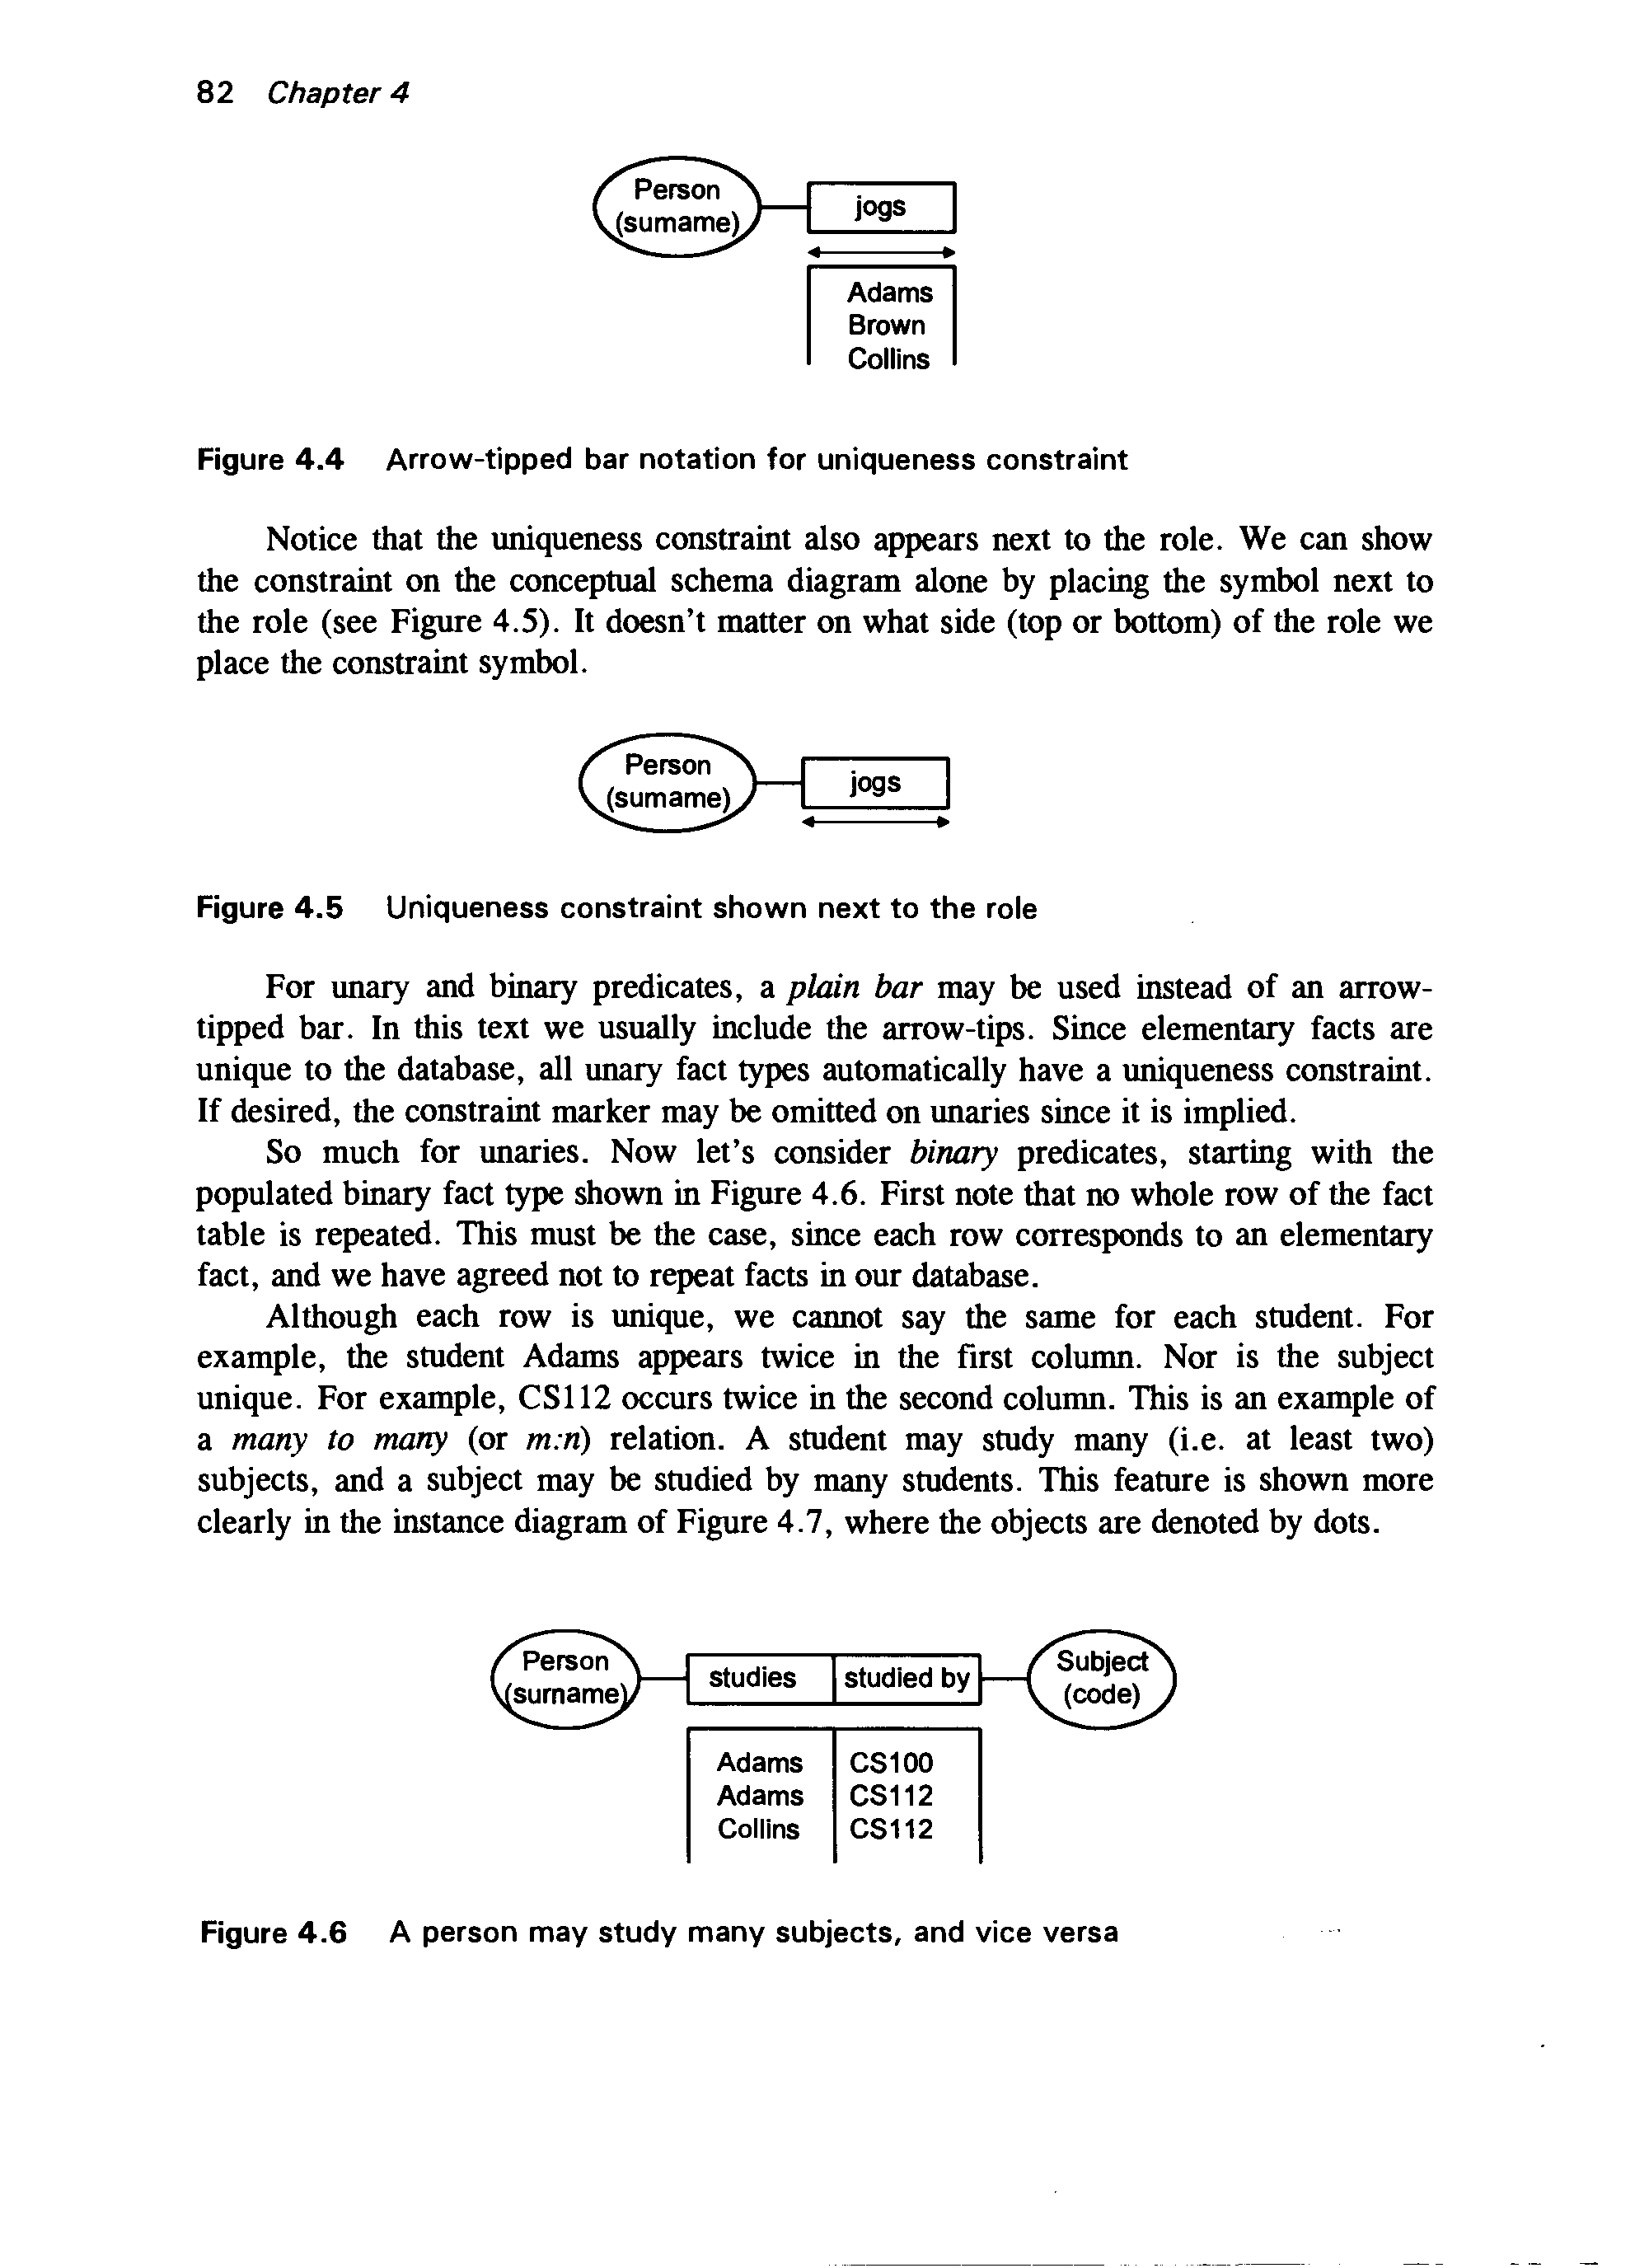 82 Chapter 4
Person
(surname)
jogs
Adams
Brown
Collins
Figure 4.4 Arrow-tipped bar notation for uniqueness constraint
Notice that the uniqueness constraint also appears next to the role. We can show
the constraint on the conceptual schema diagram alone by placing the symbol next to
the role (see Figure 4.5). It doesn't matter on what side (top or bottom) of the role we
place the constraint symbol.
Person
(surname)
jogs
Figure 4.5 Uniqueness constraint shown next to the role
For unary and binary predicates, a plain bar may be used instead of an arrow-
tipped bar. In this text we usually include the arrow-tips. Since elementary facts are
unique to the database, all unary fact types automatically have a uniqueness constraint.
If desired, the constraint marker may be omitted on unaries since it is implied.
So much for unaries. Now let's consider binary predicates, starting with the
populated binary fact type shown in Figure 4.6. First note that no whole row of the fact
table is repeated. This must be the case, since each row corresponds to an elementary
fact, and we have agreed not to repeat facts in our database.
Although each row is unique, we cannot say the same for each student. For
example, the student Adams appears twice in the first column. Nor is the subject
unique. For example, CS112 occurs twice in the second column. This is an example of
a many to many (or m:n) relation. A student may study many (i.e. at least two)
subjects, and a subject may be studied by many students. This feature is shown more
clearly in the instance diagram of Figure 4.7, where the objects are denoted by dots.
Person
(surname)
studies
studied by
Subject
(code)
Adams CS100
Adams CS112
Collins CS112
Figure 4.6 A person may study many subjects, and vice versa